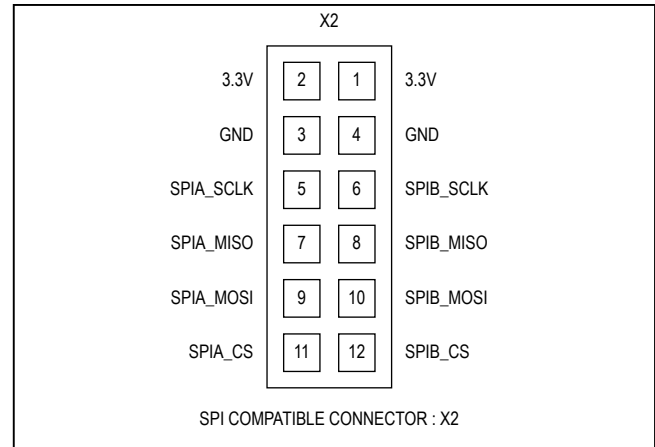 X2
3.3V 2 1 3.3V
GND 3 4 GND
SPIA_SCLK 5 6 SPIB_SCLK
SPIA_MISO 7 8 SPIB_MISO
SPIA_MOSI 9 10 SPIB_MOSI
SPIA_CS 11 12 SPIB_CS
SPI COMPATIBLE CONNECTOR : X2